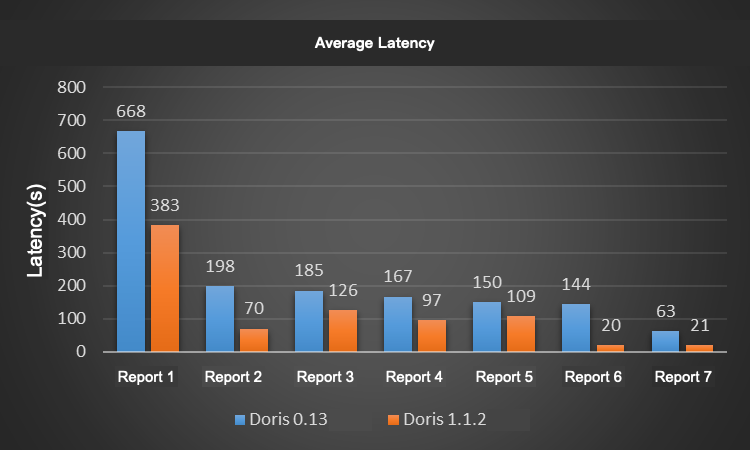 Average Latency
Latency(s)
800
700
600
500
400
300
200
100
0
668
383
198
70
185
126
167
97
150
109
144
20
63
21
Report 1
Report 2
Report 3
Report 4
Report 5
Report 6
Report 7
Doris 0.13
Doris 1.1.2